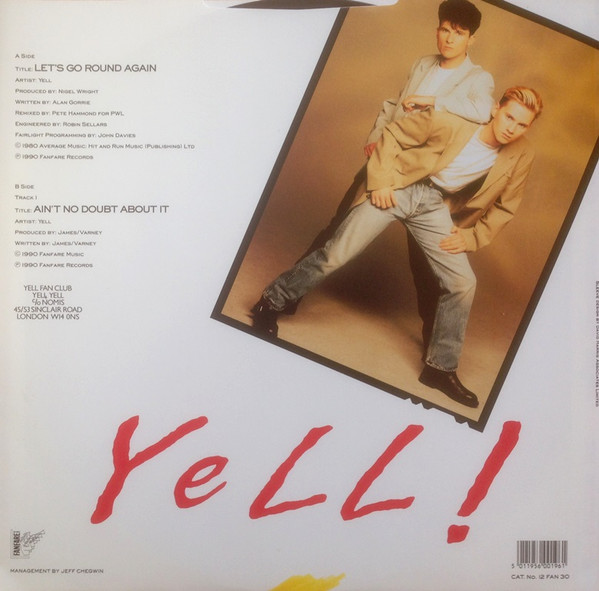 A Side
Title: LET'S GO ROUND AGAIN
Artist: Yell
Produced by: Nigel Wright
Written by: Alan Gorrie
Remixed by: Pete Hammond for PWL
Engineered by: Robin Sellars
Fairlight Programming by: John Davies
© 1980 Average Music: Hit and Run Music (Publishing) Ltd
℗ 1990 Fanfare Records
B Side
Track 1
Title: AIN'T NO DOUBT ABOUT IT
Artist: Yell
Produced by: James/Varney
Written by: James/Varney
© 1990 Fanfare Music
℗ 1990 Fanfare Records
YELL FAN CLUB
YELL YELL
c/o NOMIS
45/53 SINCLAIR ROAD
LONDON W14 0NS
YeLL!
FANFARE
Management by Jeff Chegwin
5 011956 001961
Cat. No. 12 FAN 30